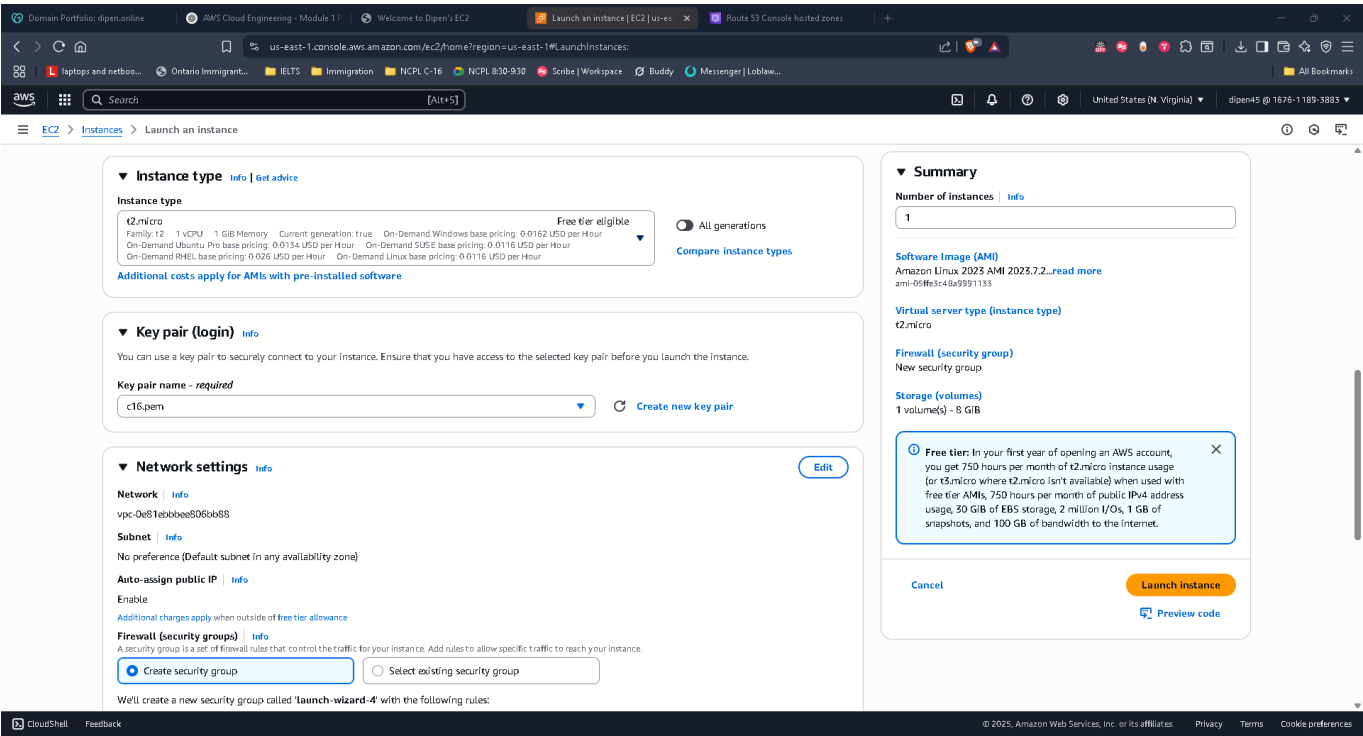 Domain Portfolio: dipen.online
AWS Cloud Engineering - Module 1 P
Welcome to Dipen's EC2
Launch an instance | EC2 | us-ea
Route 53 Console hosted zones
us-east-1.console.aws.amazon.com/ec2/home?region=us-east-1#LaunchInstances:
laptops and netboo...
Ontario Immigrant...
IELTS
Immigration
NCPL C-16
NCPL 8:30-9:30
Scribe | Workspace
Buddy
Messenger | Loblaw...
All Bookmarks
aws
Search
[Alt+S]
United States (N. Virginia)
dipen45 @ 1676-1189-3883
EC2 > Instances > Launch an instance
Instance type Info | Get advice
Instance type
t2.micro
Free tier eligible
Family: t2 1 vCPU 1 GiB Memory Current generation: true On-Demand Windows base pricing: 0.0162 USD per Hour
On-Demand Ubuntu Pro base pricing: 0.0134 USD per Hour On-Demand SUSE base pricing: 0.0116 USD per Hour
On-Demand RHEL base pricing: 0.026 USD per Hour On-Demand Linux base pricing: 0.0116 USD per Hour
All generations
Compare instance types
Additional costs apply for AMIs with pre-installed software
Key pair (login) Info
You can use a key pair to securely connect to your instance. Ensure that you have access to the selected key pair before you launch the instance.
Key pair name - required
c16.pem
Create new key pair
Network settings Info
Edit
Network Info
vpc-0e81ebbbee806bb88
Subnet Info
No preference (Default subnet in any availability zone)
Auto-assign public IP Info
Enable
Additional charges apply when outside of free tier allowance
Firewall (security groups) Info
A security group is a set of firewall rules that control the traffic for your instance. Add rules to allow specific traffic to reach your instance.
Create security group
Select existing security group
We'll create a new security group called 'launch-wizard-4' with the following rules:
Summary
Number of instances Info
1
Software Image (AMI)
Amazon Linux 2023 AMI 2023.7.2...read more
ami-05ffe3c48a9991133
Virtual server type (instance type)
t2.micro
Firewall (security group)
New security group
Storage (volumes)
1 volume(s) - 8 GiB
Free tier: In your first year of opening an AWS account,
you get 750 hours per month of t2.micro instance usage
(or t3.micro where t2.micro isn't available) when used with
free tier AMIs, 750 hours per month of public IPv4 address
usage, 30 GiB of EBS storage, 2 million I/Os, 1 GB of
snapshots, and 100 GB of bandwidth to the internet.
Cancel
Launch instance
Preview code
CloudShell
Feedback
© 2025, Amazon Web Services, Inc. or its affiliates.
Privacy
Terms
Cookie preferences